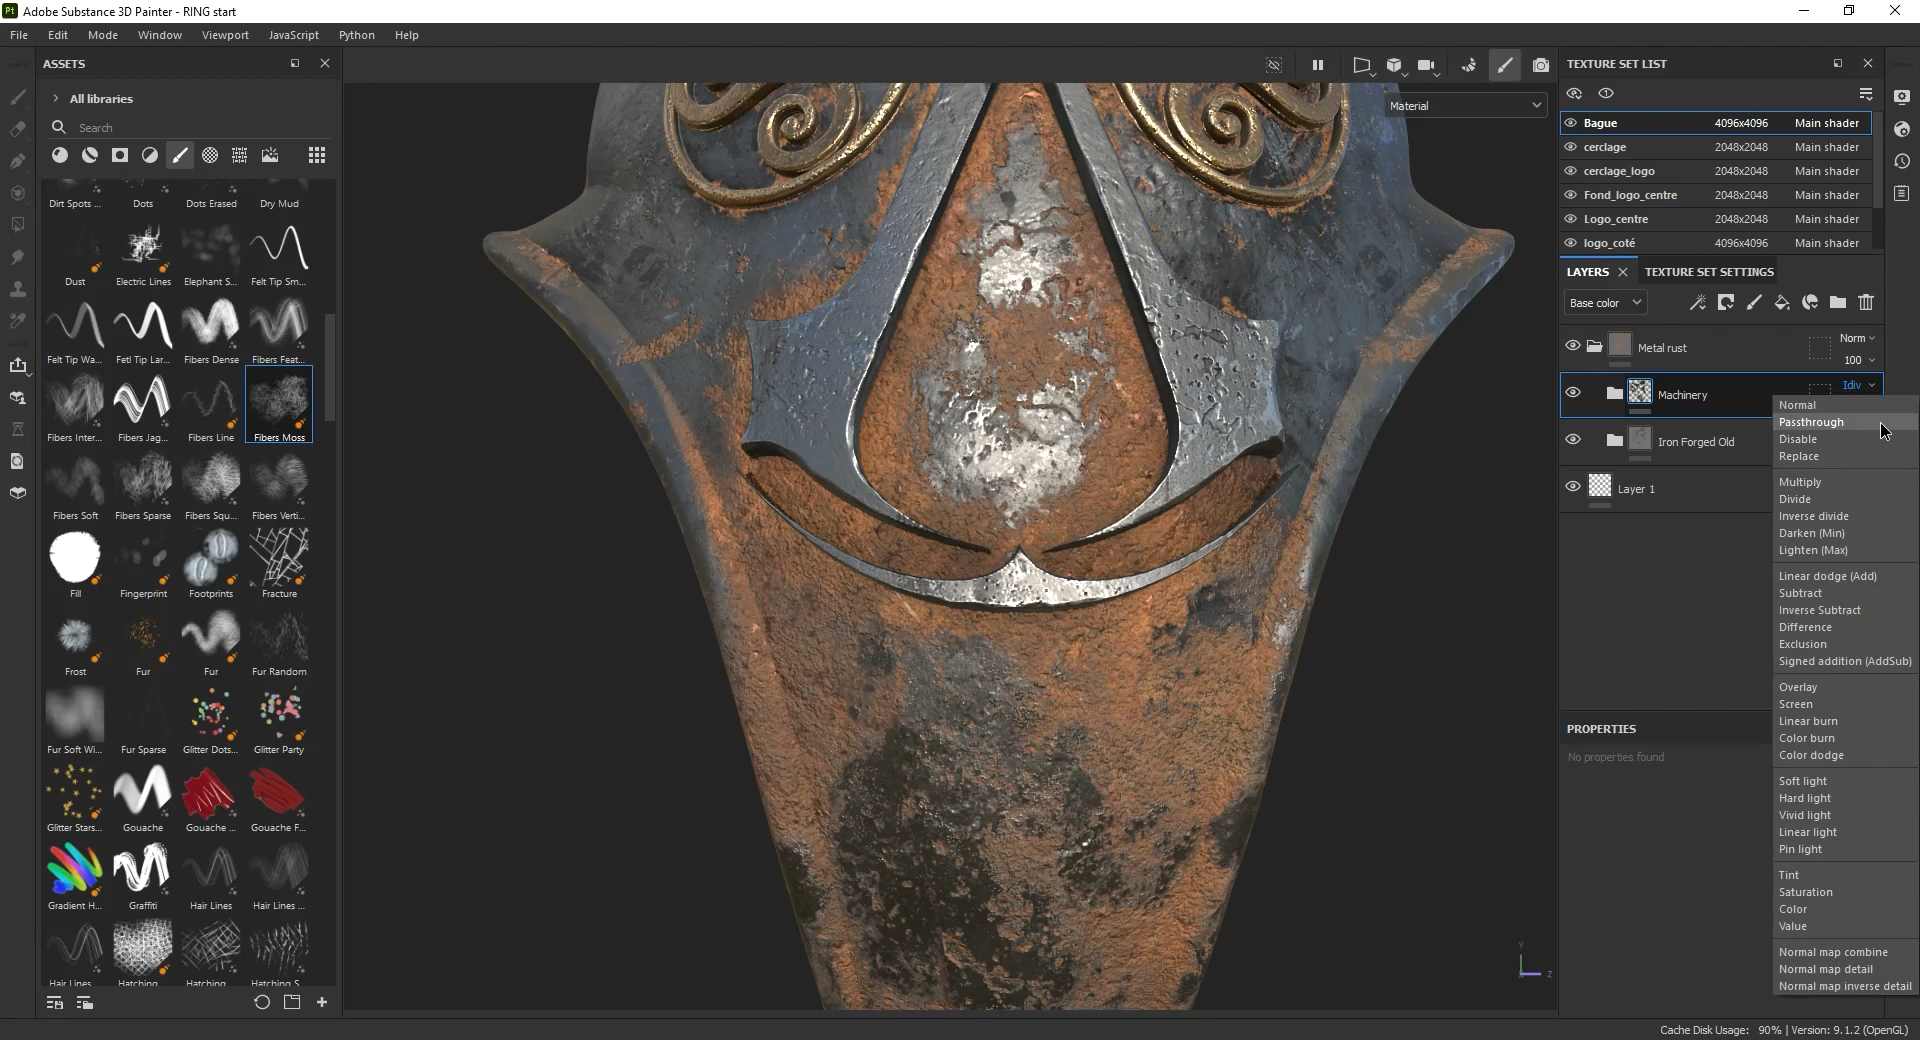 Pt Adobe Substance 3D Painter - RING start
File Edit Mode Window Viewport JavaScript Python Help
ASSETS
All libraries
Search
Dirt Spots ... Dots Dots Erased Dry Mud
Dust Electric Lines Elephant S... Felt Tip Sm...
Felt Tip Wa... Fetl Tip Lar... Fibers Dense Fibers Feat...
Fibers Inter... Fibers Jag... Fibers Line Fibers Moss
Fibers Soft Fibers Sparse Fibers Squ... Fibers Verti...
Fill Fingerprint Footprints Fracture
Frost Fur Fur Fur Random
Fur Soft Wi... Fur Sparse Glitter Dots... Glitter Party
Glitter Stars... Gouache Gouache ... Gouache F...
Gradient H... Graffiti Hair Lines Hair Lines ...
Hair Lines Hatching Hatching Hatching S
Material
Y
Z
TEXTURE SET LIST
Bague 4096x4096 Main shader
cerclage 2048x2048 Main shader
cerclage_logo 2048x2048 Main shader
Fond_logo_centre 2048x2048 Main shader
Logo_centre 2048x2048 Main shader
logo_coté 4096x4096 Main shader
LAYERS TEXTURE SET SETTINGS
Base color
Metal rust Norm
100
Machinery Idiv
Iron Forged Old
Layer 1
PROPERTIES
No properties found
Normal
Passthrough
Disable
Replace
Multiply
Divide
Inverse divide
Darken (Min)
Lighten (Max)
Linear dodge (Add)
Subtract
Inverse Subtract
Difference
Exclusion
Signed addition (AddSub)
Overlay
Screen
Linear burn
Color burn
Color dodge
Soft light
Hard light
Vivid light
Linear light
Pin light
Tint
Saturation
Color
Value
Normal map combine
Normal map detail
Normal map inverse detail
Cache Disk Usage: 90% | Version: 9.1.2 (OpenGL)